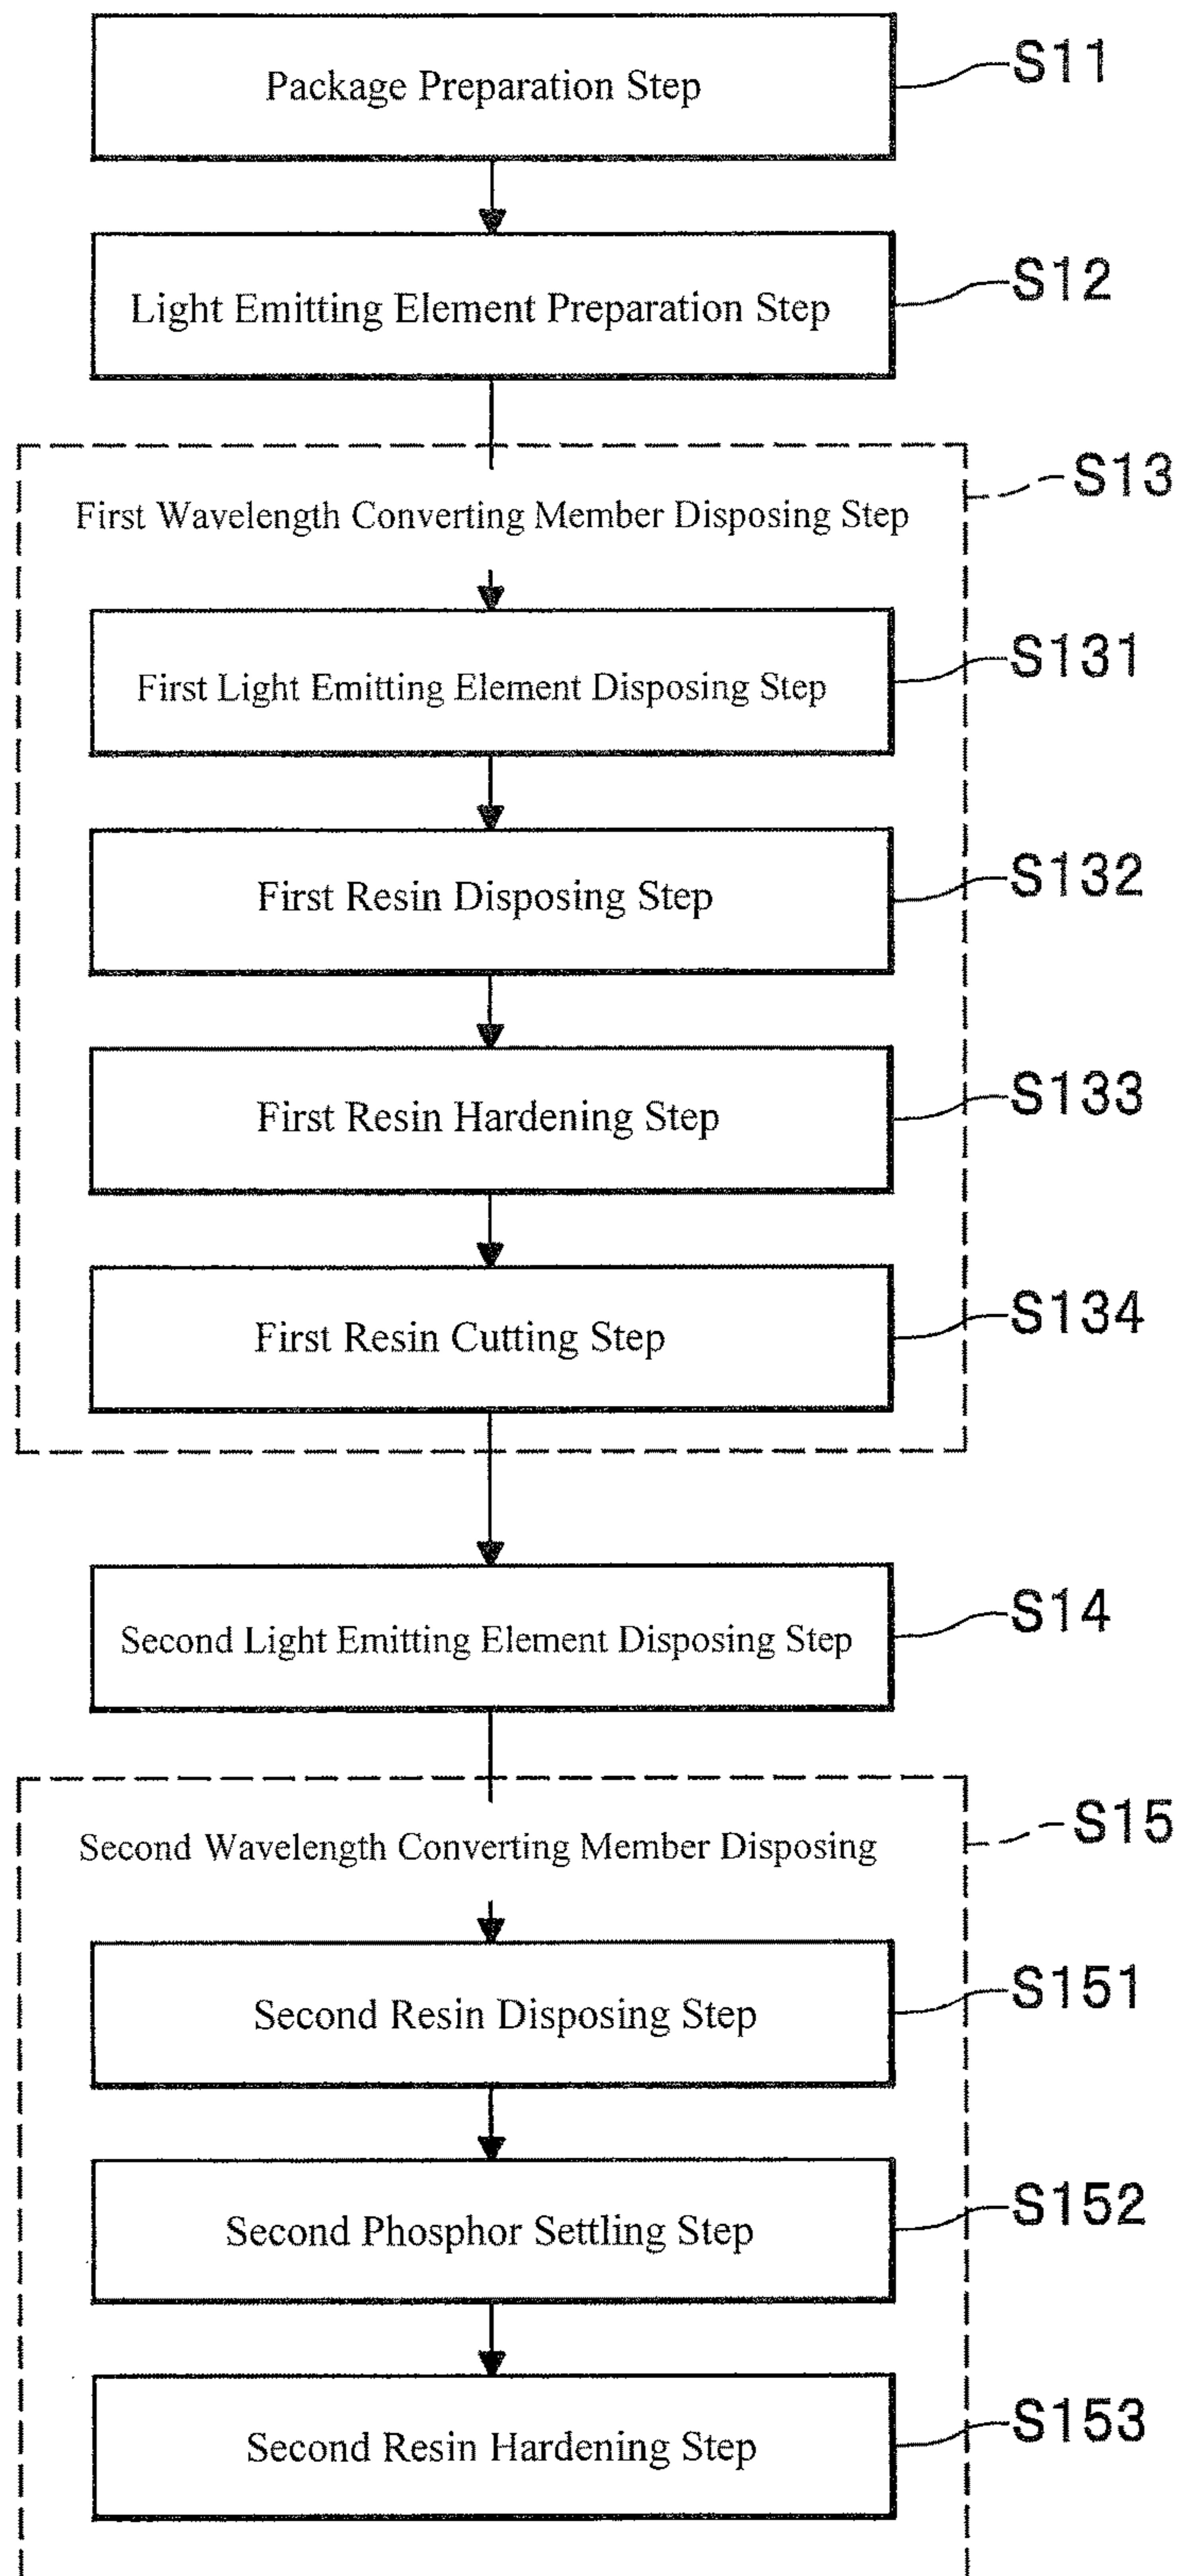 Package Preparation Step
S11
Light Emitting Element Preparation Step
S12
First Wavelength Converting Member Disposing Step
S13
First Light Emitting Element Disposing Step
S131
First Resin Disposing Step
S132
First Resin Hardening Step
S133
First Resin Cutting Step
S134
Second Light Emitting Element Disposing Step
S14
Second Wavelength Converting Member Disposing
S15
Second Resin Disposing Step
S151
Second Phosphor Settling Step
S152
Second Resin Hardening Step
S153